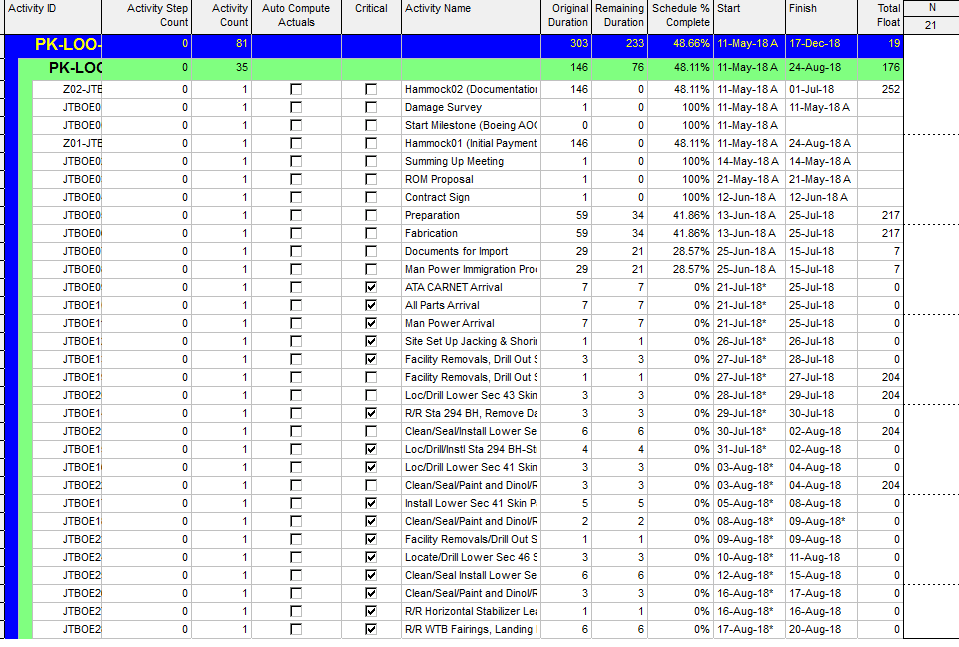 Activity ID Activity Step Count Activity Count Auto Compute Actuals Critical Activity Name Original Duration Remaining Duration Schedule % Complete Start Finish Total Float N
21
PK-LOO- 0 81 303 233 48.66% 11-May-18 A 17-Dec-18 19
PK-LOO 0 35 146 76 48.11% 11-May-18 A 24-Aug-18 176
Z02-JTB 0 1 Hammock02 (Documentation 146 0 48.11% 11-May-18 A 01-Jul-18 252
JTBOE0 0 1 Damage Survey 1 0 100% 11-May-18 A 11-May-18 A
JTBOE0 0 1 Start Milestone (Boeing AOG 0 0 100% 11-May-18 A
Z01-JTB 0 1 Hammock01 (Initial Payment 146 0 48.11% 11-May-18 A 24-Aug-18 A
JTBOE0 0 1 Summing Up Meeting 1 0 100% 14-May-18 A 14-May-18 A
JTBOE0 0 1 ROM Proposal 1 0 100% 21-May-18 A 21-May-18 A
JTBOE0 0 1 Contract Sign 1 0 100% 12-Jun-18 A 12-Jun-18 A
JTBOE0 0 1 Preparation 59 34 41.86% 13-Jun-18 A 25-Jul-18 217
JTBOE0 0 1 Fabrication 59 34 41.86% 13-Jun-18 A 25-Jul-18 217
JTBOE0 0 1 Documents for Import 29 21 28.57% 25-Jun-18 A 15-Jul-18 7
JTBOE0 0 1 Man Power Immigration Pro 29 21 28.57% 25-Jun-18 A 15-Jul-18 7
JTBOE0 0 1 ATA CARNET Arrival 7 7 0% 21-Jul-18* 25-Jul-18 0
JTBOE1 0 1 All Parts Arrival 7 7 0% 21-Jul-18* 25-Jul-18 0
JTBOE1 0 1 Man Power Arrival 7 7 0% 21-Jul-18* 25-Jul-18 0
JTBOE1 0 1 Site Set Up Jacking & Shorin 1 1 0% 26-Jul-18* 26-Jul-18 0
JTBOE1 0 1 Facility Removals, Drill Out S 3 3 0% 27-Jul-18* 28-Jul-18 0
JTBOE1 0 1 Facility Removals, Drill Out S 1 1 0% 27-Jul-18* 27-Jul-18 204
JTBOE2 0 1 Loc/Drill Lower Sec 43 Skin 3 3 0% 28-Jul-18* 29-Jul-18 204
JTBOE1 0 1 R/R Sta 294 BH, Remove Da 3 3 0% 29-Jul-18* 30-Jul-18 0
JTBOE2 0 1 Clean/Seal/Install Lower Se 6 6 0% 30-Jul-18* 02-Aug-18 204
JTBOE1 0 1 Loc/Drill/Instl Sta 294 BH-St 4 4 0% 31-Jul-18* 02-Aug-18 0
JTBOE1 0 1 Loc/Drill Lower Sec 41 Skin 3 3 0% 03-Aug-18* 04-Aug-18 0
JTBOE2 0 1 Clean/Seal/Paint and Dinol/R 3 3 0% 03-Aug-18* 04-Aug-18 204
JTBOE1 0 1 Install Lower Sec 41 Skin P 5 5 0% 05-Aug-18* 08-Aug-18 0
JTBOE1 0 1 Clean/Seal/Paint and Dinol/R 2 2 0% 08-Aug-18* 09-Aug-18* 0
JTBOE2 0 1 Facility Removals/Drill Out S 1 1 0% 09-Aug-18* 09-Aug-18 0
JTBOE2 0 1 Locate/Drill Lower Sec 46 S 3 3 0% 10-Aug-18* 11-Aug-18 0
JTBOE2 0 1 Clean/Seal Install Lower Se 6 6 0% 12-Aug-18* 15-Aug-18 0
JTBOE2 0 1 Clean/Seal/Paint and Dinol/R 3 3 0% 16-Aug-18* 17-Aug-18 0
JTBOE2 0 1 R/R Horizontal Stabilizer Lea 1 1 0% 16-Aug-18* 16-Aug-18 0
JTBOE2 0 1 R/R WTB Fairings, Landing 6 6 0% 17-Aug-18* 20-Aug-18 0